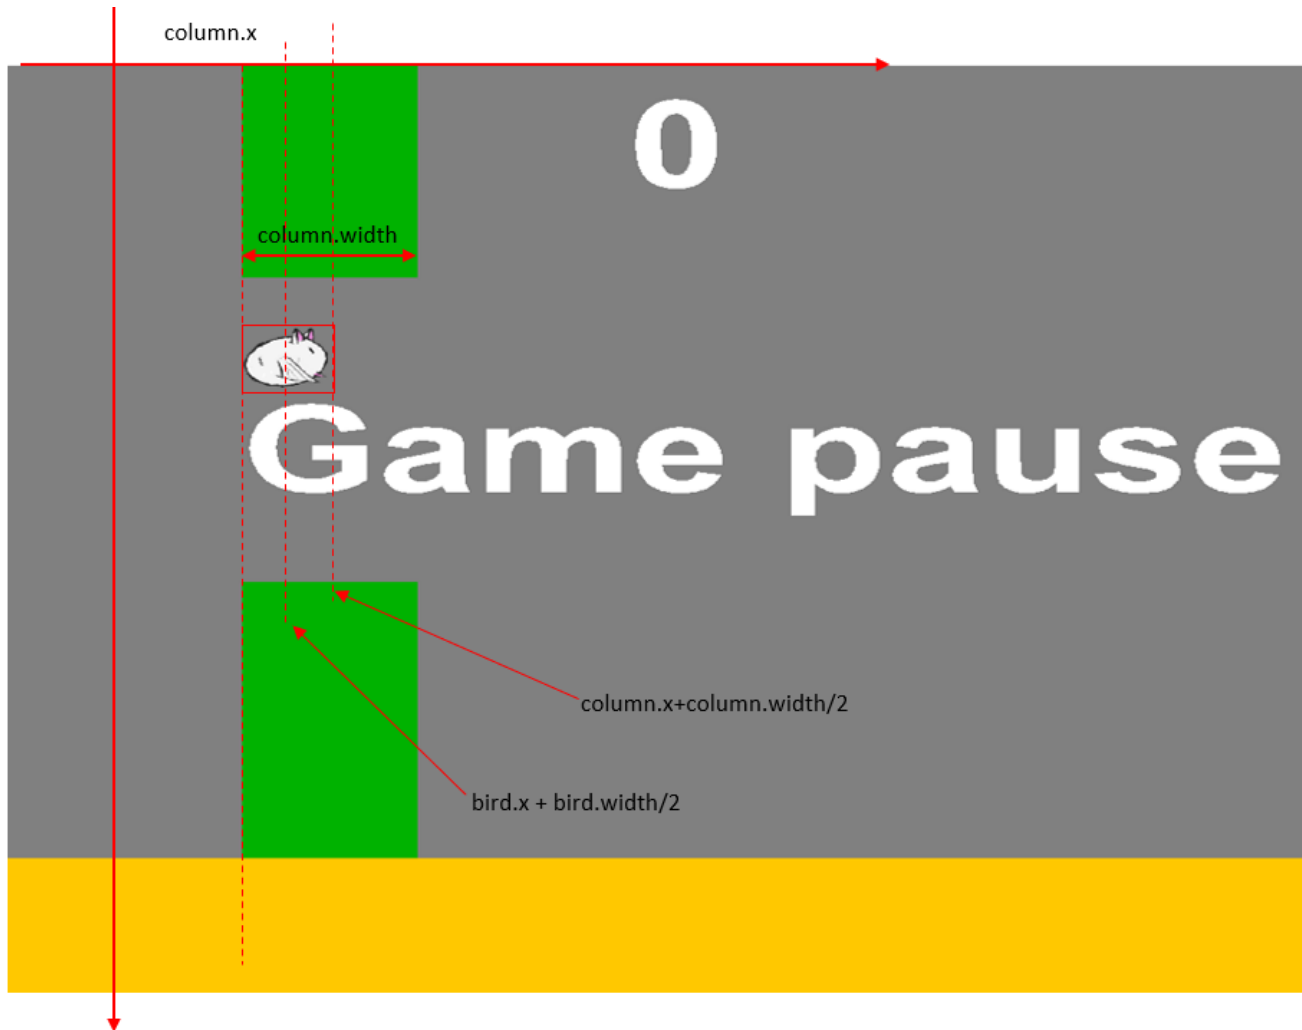 column.x
0
column.width
Game pause
column.x+column.width/2
bird.x + bird.width/2